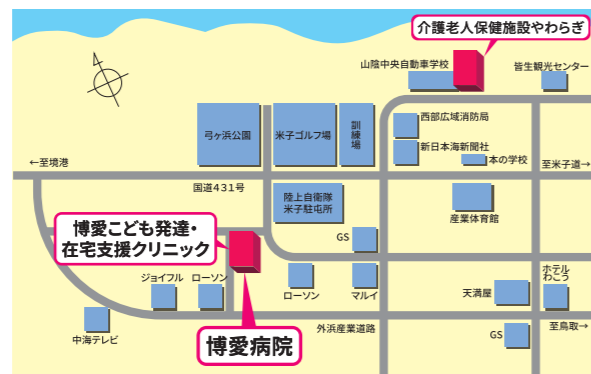 介護老人保健施設やわらぎ
山陰中央自動車学校
皆生観光センター
弓ヶ浜公園
米子ゴルフ場
訓練場
西部広域消防局
新日本海新聞社
本の学校
←至境港
至米子道→
国道431号
陸上自衛隊
米子駐屯所
産業体育館
博愛こども発達・
在宅支援クリニック
GS
ジョイフル
ローソン
ローソン
マルイ
天満屋
ホテル
わこう
中海テレビ
外浜産業道路
GS
至鳥取→
博愛病院